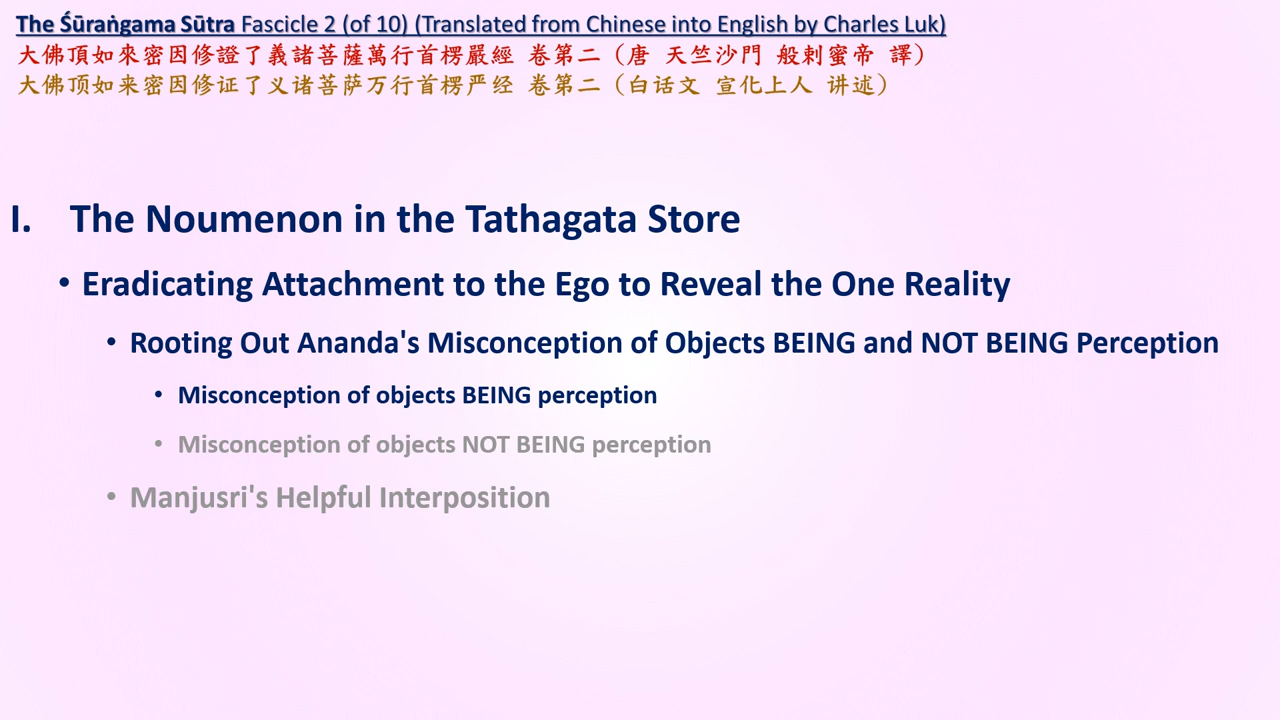 The Śūraṅgama Sūtra Fascicle 2 (of 10) (Translated from Chinese into English by Charles Luk)
大佛頂如來密因修證了義諸菩薩萬行首楞嚴經 卷第二（唐 天竺沙門 般剌蜜帝 譯）
大佛顶如来密因修证了义诸菩萨万行首楞严经 卷第二（白话文 宣化上人 讲述）
I. The Noumenon in the Tathagata Store
• Eradicating Attachment to the Ego to Reveal the One Reality
• Rooting Out Ananda's Misconception of Objects BEING and NOT BEING Perception
• Misconception of objects BEING perception
• Misconception of objects NOT BEING perception
• Manjusri's Helpful Interposition